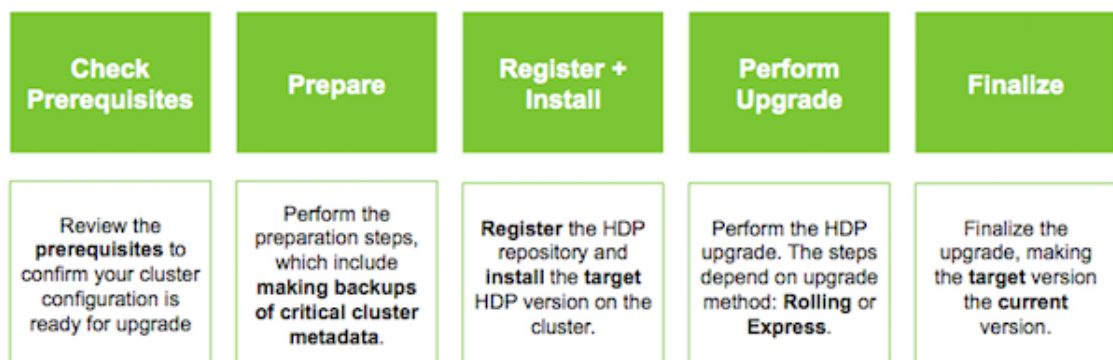 Check
Prerequisites
Prepare
Register +
Install
Perform
Upgrade
Finalize
Review the
prerequisites to
confirm your cluster
configuration is
ready for upgrade
Perform the
preparation steps,
which include
making backups
of critical cluster
metadata.
Register the HDP
repository and
install the target
HDP version on the
cluster.
Perform the HDP
upgrade. The steps
depend on upgrade
method: Rolling or
Express.
Finalize the
upgrade, making
the target version
the current
version.